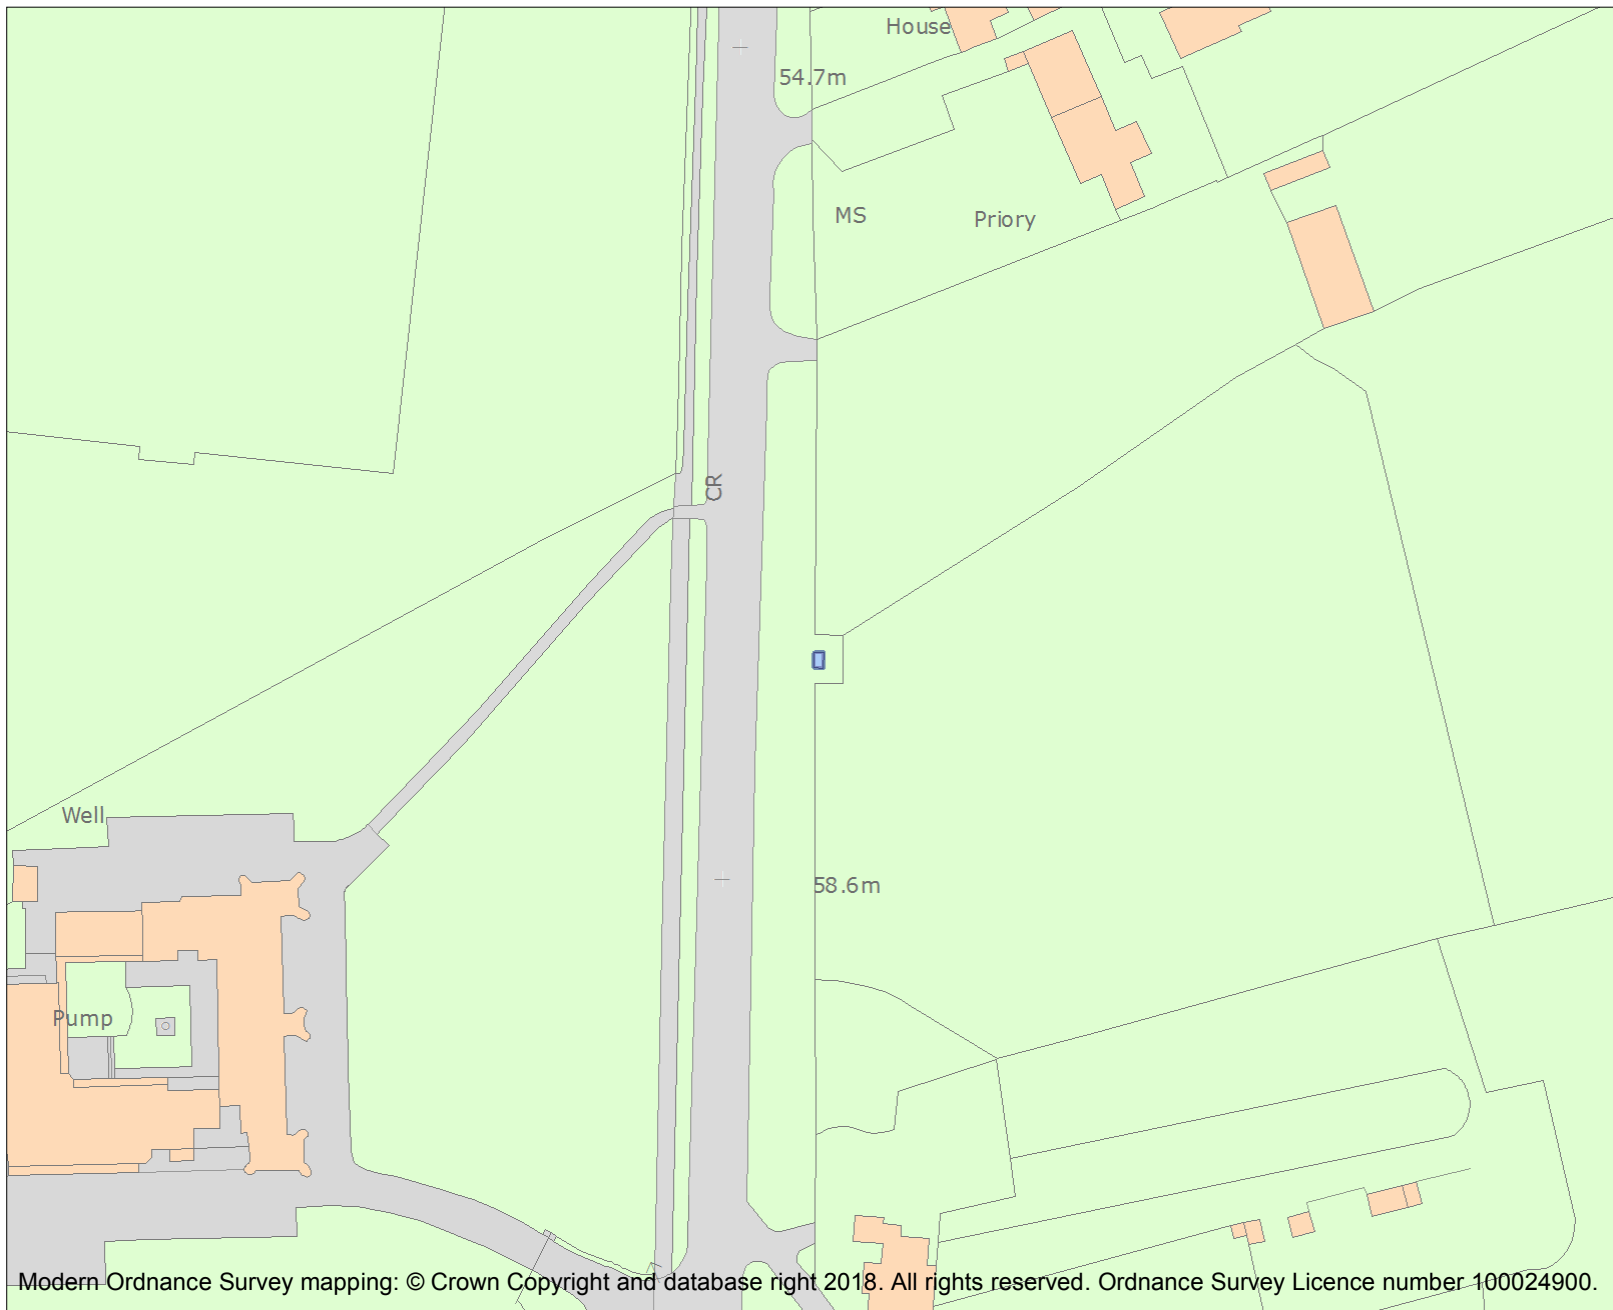 House
54.7m
MS
Priory
CR
Well
58.6m
Pump
Modern Ordnance Survey mapping: © Crown Copyright and database right 2018. All rights reserved. Ordnance Survey Licence number 100024900.